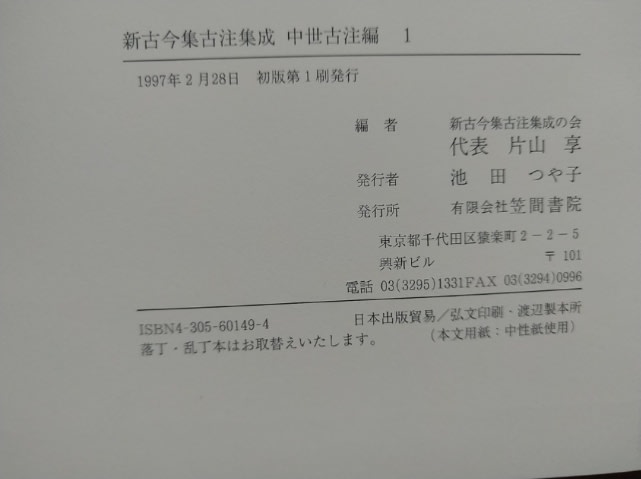 新古今集古注集成 中世古注編 1
1997年2月28日 初版第1刷発行
編者 新古今集古注集成の会
代表 片山 享
発行者 池田 つや子
発行所 有限会社笠間書院
東京都千代田区猿楽町2-2-5
興新ビル 〒101
電話 03(3295)1331FAX 03(3294)0996
ISBN4-305-60149-4 日本出版貿易/弘文印刷・渡辺製本所
落丁・乱丁本はお取替えいたします。 (本文用紙:中性紙使用)